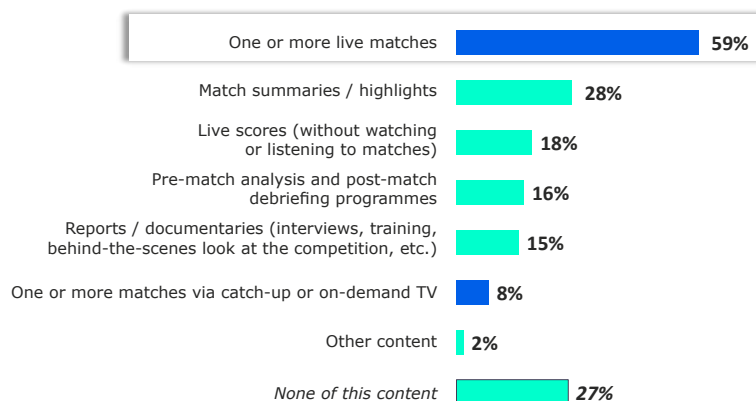 One or more live matches 59%
Match summaries / highlights 28%
Live scores (without watching
or listening to matches) 18%
Pre-match analysis and post-match
debriefing programmes 16%
Reports / documentaries (interviews, training,
behind-the-scenes look at the competition, etc.) 15%
One or more matches via catch-up or on-demand TV 8%
Other content 2%
None of this content 27%